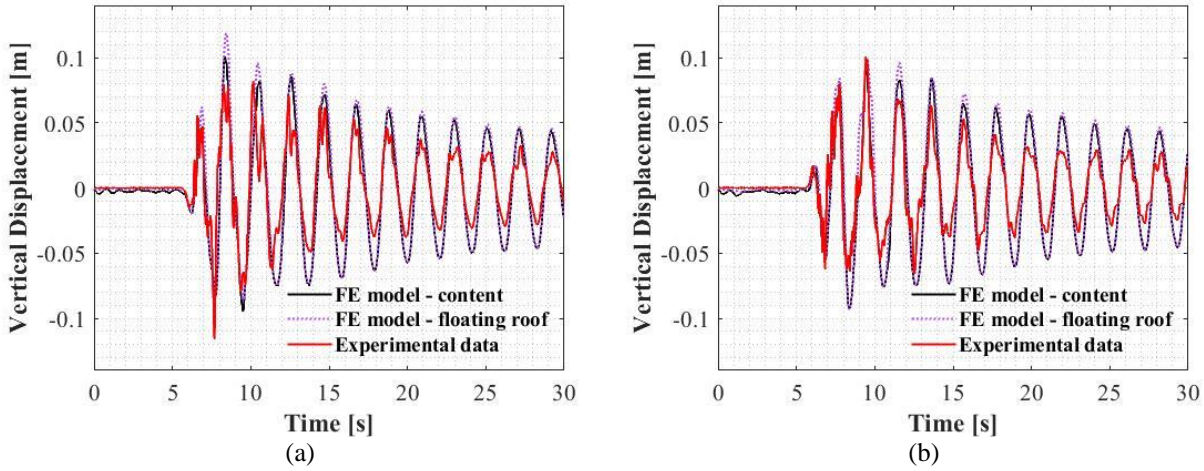 Vertical Displacement [m]
0.1
0.05
0
-0.05
-0.1
FE model - content
FE model - floating roof
Experimental data
0 5 10 15 20 25 30
Time [s]
(a)
Vertical Displacement [m]
0.1
0.05
0
-0.05
-0.1
FE model - content
FE model - floating roof
Experimental data
0 5 10 15 20 25 30
Time [s]
(b)